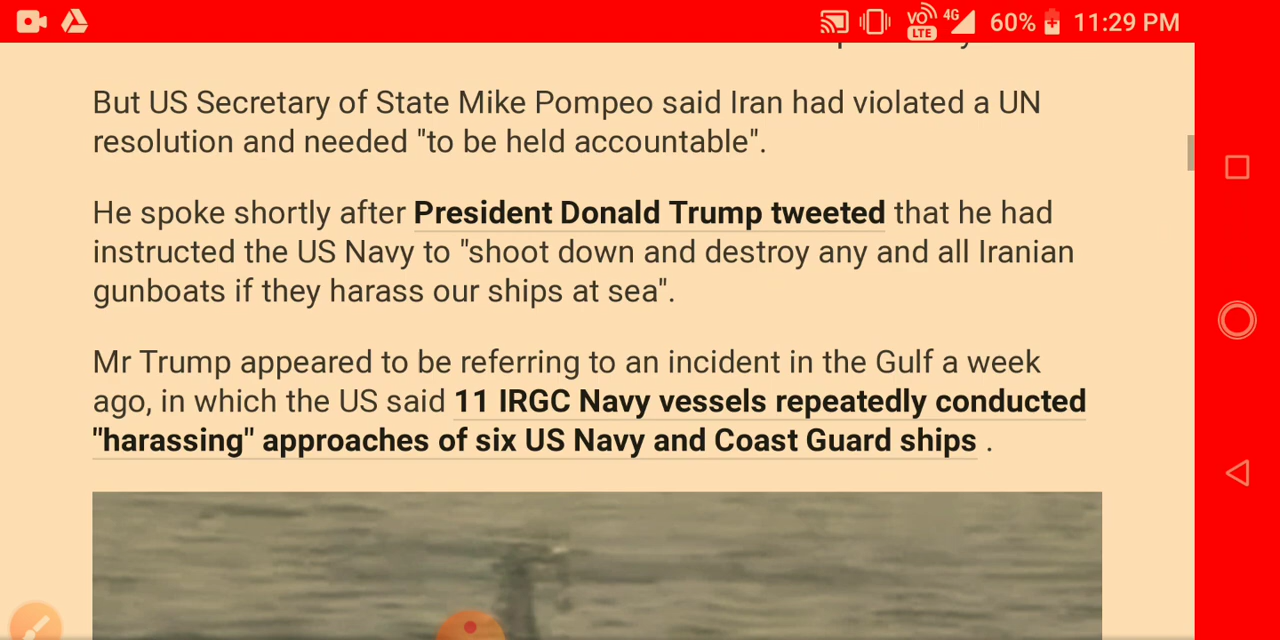 VO LTE 4G 60% 11:29 PM
But US Secretary of State Mike Pompeo said Iran had violated a UN
resolution and needed "to be held accountable".
He spoke shortly after President Donald Trump tweeted that he had
instructed the US Navy to "shoot down and destroy any and all Iranian
gunboats if they harass our ships at sea".
Mr Trump appeared to be referring to an incident in the Gulf a week
ago, in which the US said 11 IRGC Navy vessels repeatedly conducted
"harassing" approaches of six US Navy and Coast Guard ships .